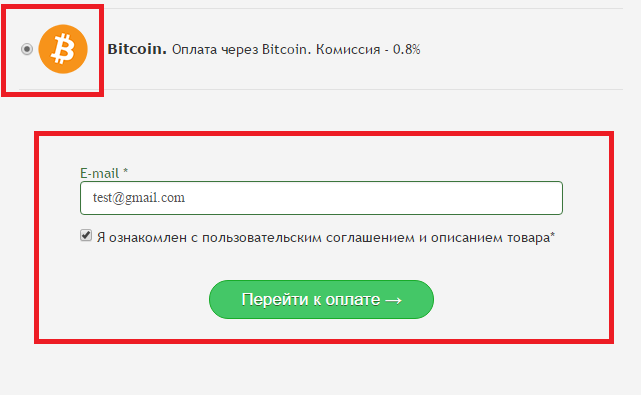 Bitcoin. Оплата через Bitcoin. Комиссия - 0.8%
E-mail *
test@gmail.com
Я ознакомлен с пользовательским соглашением и описанием товара*
Перейти к оплате →